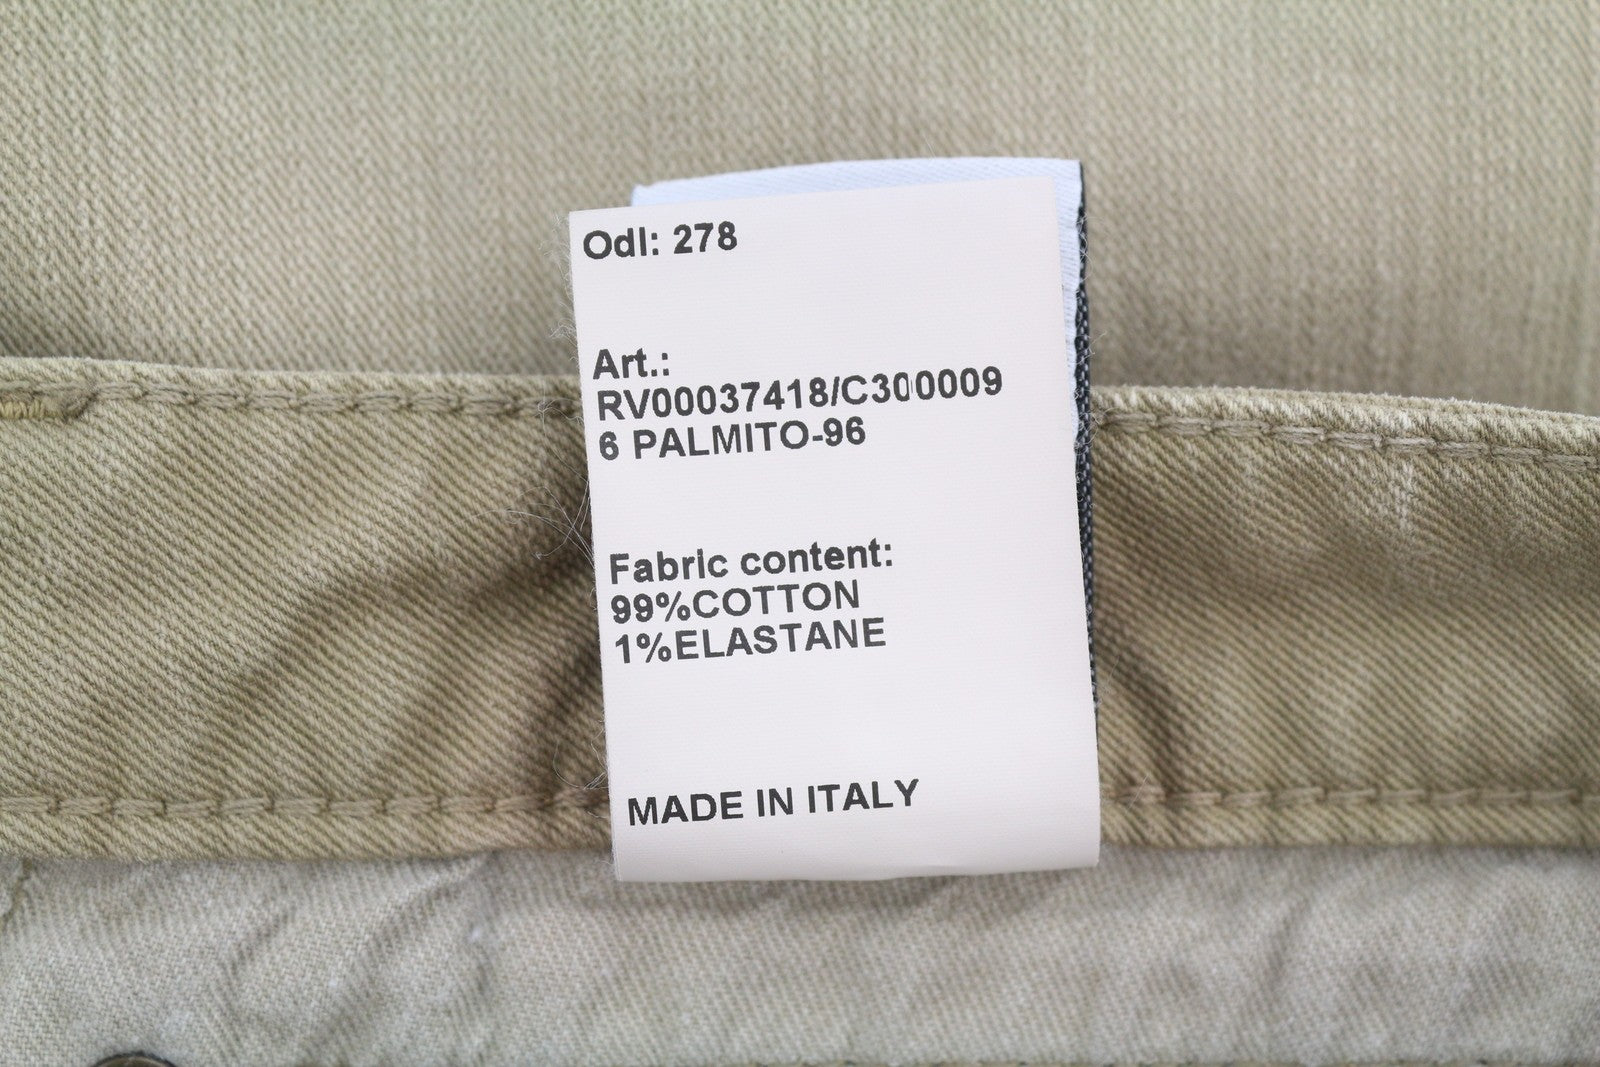 Odl: 278
Art.:
RV00037418/C300009
6 PALMITO-96
Fabric content:
99%COTTON
1%ELASTANE
MADE IN ITALY